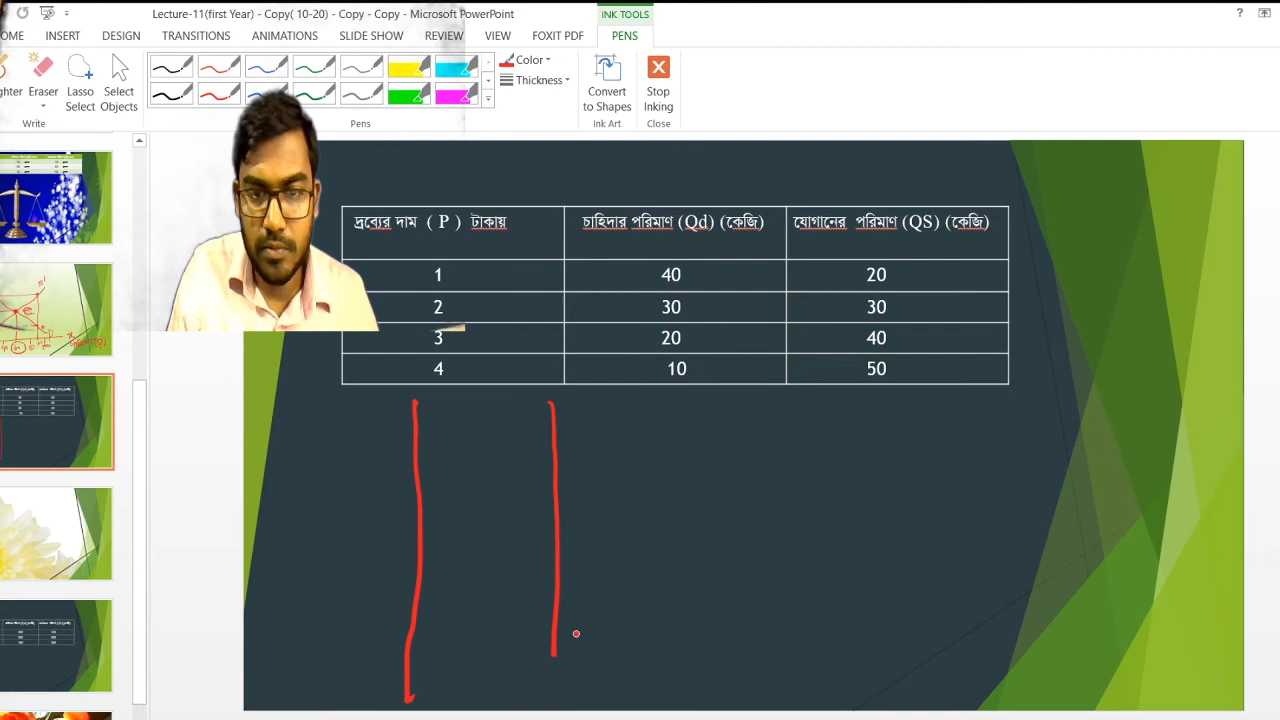 Lecture-11(first Year) - Copy( 10-20) - Copy - Copy - Microsoft PowerPoint
INK TOOLS
?
OME INSERT DESIGN TRANSITIONS ANIMATIONS SLIDE SHOW REVIEW VIEW FOXIT PDF PENS
ghter Eraser Lasso Select Select Objects
Color
Thickness
Convert to Shapes
Stop Inking
Write Pens Ink Art Close
দ্রব্যের দাম ( P ) টাকায় চাহিদার পরিমাণ (Qd) (কেজি) যোগানের পরিমাণ (QS) (কেজি)
1 40 20
2 30 30
3 20 40
4 10 50